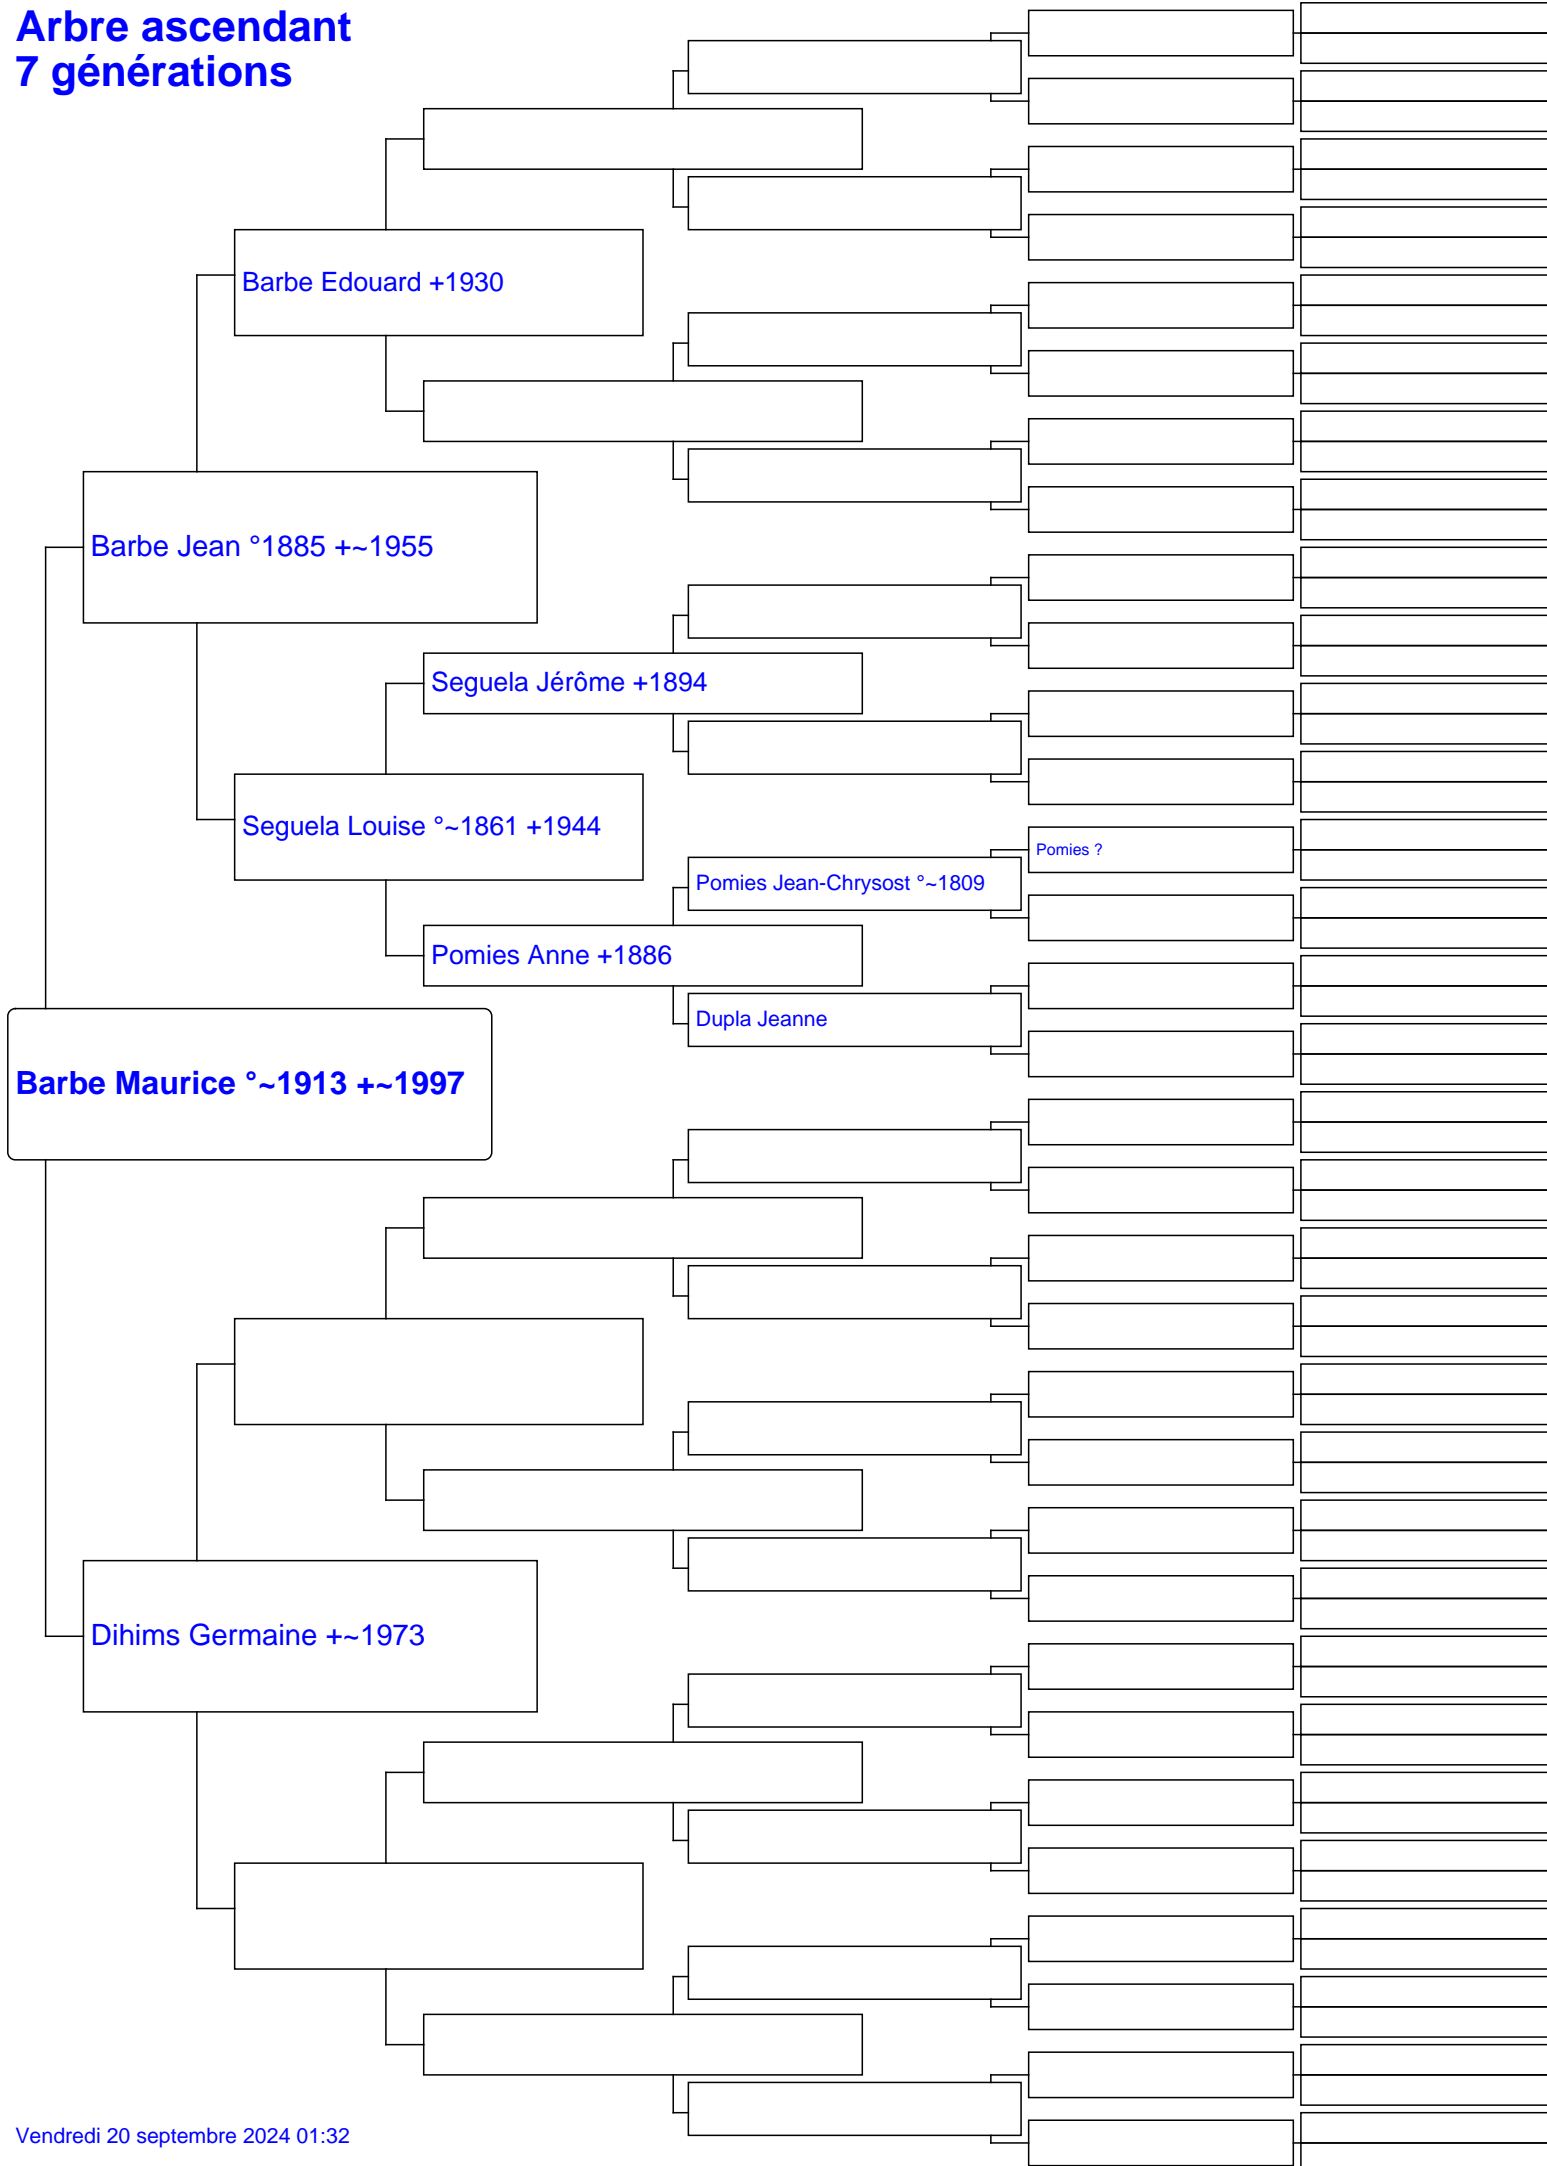 Arbre ascendant
7 générations
Barbe Edouard +1930
Barbe Jean °1885 +~1955
Seguela Jérôme +1894
Seguela Louise °~1861 +1944
Pomies ?
Pomies Jean-Chrysost °~1809
Pomies Anne +1886
Dupla Jeanne
Barbe Maurice °~1913 +~1997
Dihims Germaine +~1973
Vendredi 20 septembre 2024 01:32